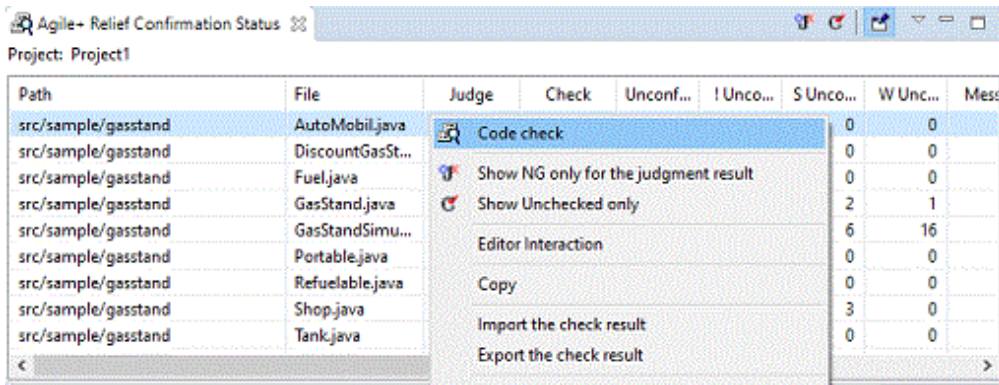 Agile+ Relief Confirmation Status
Project: Project1
Path File Judge Check Unconf... ! Unco... S Unco... W Unc... Mess
src/sample/gasstand AutoMobil.java 0 0
src/sample/gasstand DiscountGasSt... 0 0
src/sample/gasstand Fuel.java 0 0
src/sample/gasstand GasStand.java 2 1
src/sample/gasstand GasStandSimu... 6 16
src/sample/gasstand Portable.java 0 0
src/sample/gasstand Refuelable.java 0 0
src/sample/gasstand Shop.java 3 0
src/sample/gasstand Tank.java 0 0
Code check
Show NG only for the judgment result
Show Unchecked only
Editor Interaction
Copy
Import the check result
Export the check result